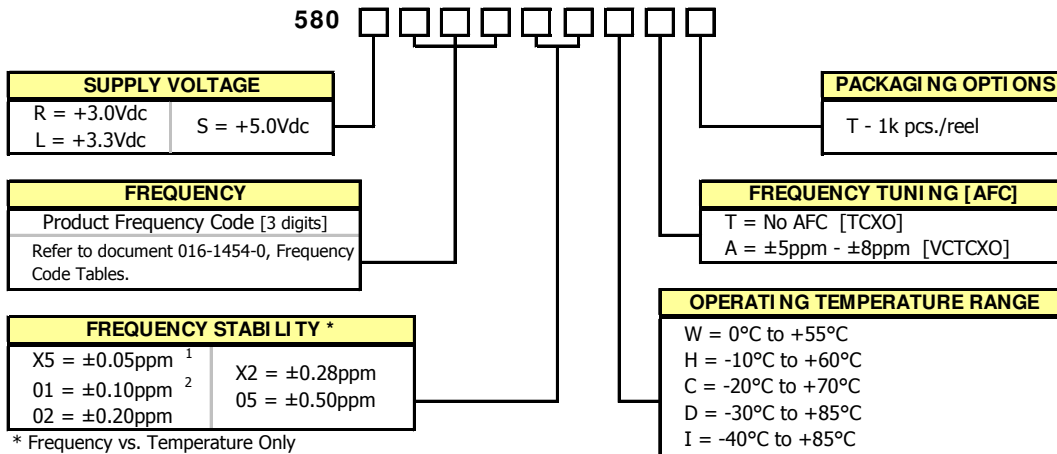 580
SUPPLY VOLTAGE
R = +3.0Vdc
L = +3.3Vdc
S = +5.0Vdc
PACKAGING OPTIONS
T - 1k pcs./reel
FREQUENCY
Product Frequency Code [3 digits]
Refer to document 016-1454-0, Frequency
Code Tables.
FREQUENCY TUNING [AFC]
T = No AFC [TCXO]
A = ±5ppm - ±8ppm [VCTCXO]
FREQUENCY STABILITY *
X5 = ±0.05ppm 1
01 = ±0.10ppm 2
02 = ±0.20ppm
X2 = ±0.28ppm
05 = ±0.50ppm
* Frequency vs. Temperature Only
OPERATING TEMPERATURE RANGE
W = 0°C to +55°C
H = -10°C to +60°C
C = -20°C to +70°C
D = -30°C to +85°C
I = -40°C to +85°C